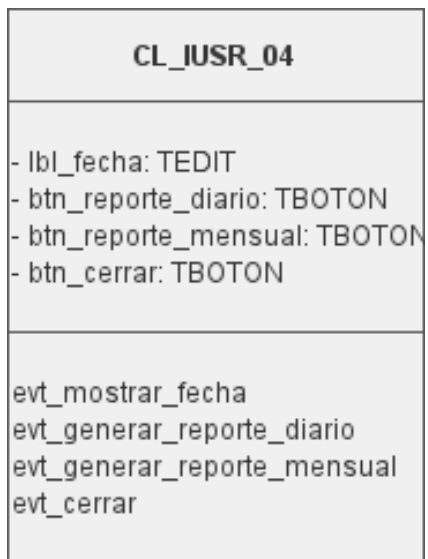 CL_IUSR_04
- lbl_fecha: TEDIT
- btn_reporte_diario: TBOTON
- btn_reporte_mensual: TBOTON
- btn_cerrar: TBOTON
evt_mostrar_fecha
evt_generar_reporte_diario
evt_generar_reporte_mensual
evt_cerrar